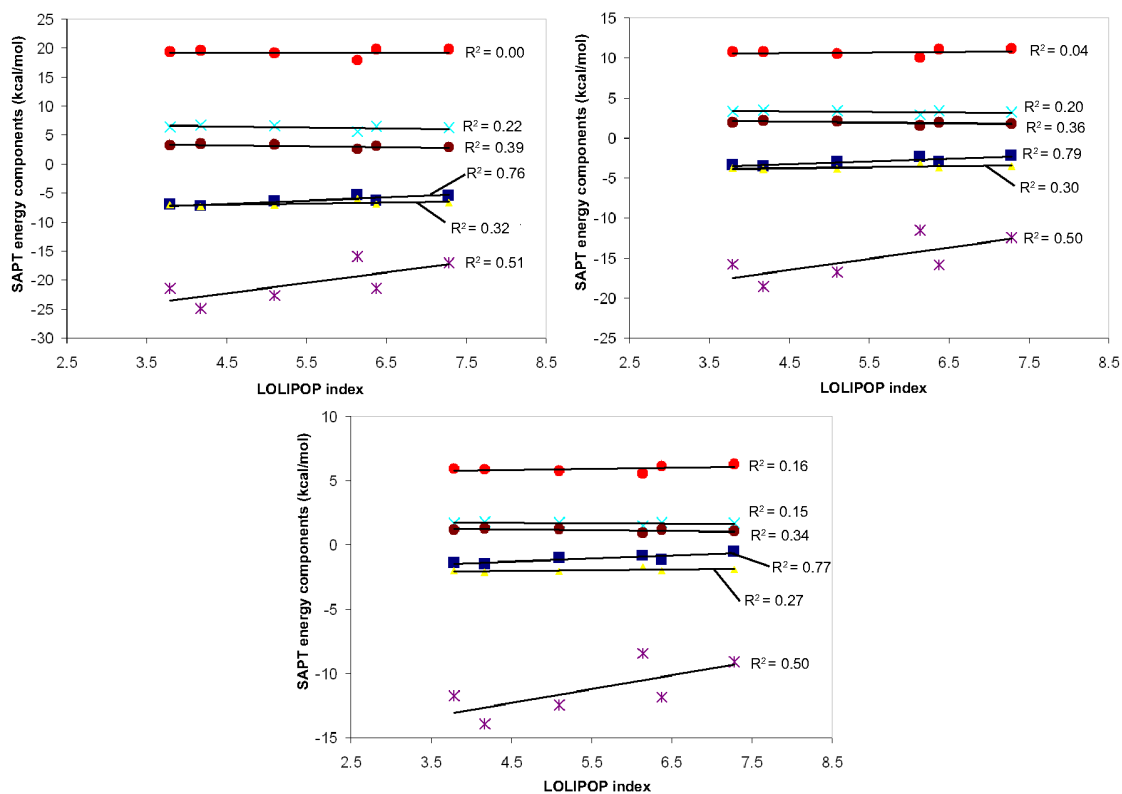 SAPT energy components (kcal/mol)
25
20
15
10
5
0
-5
-10
-15
-20
-25
-30
2.5 3.5 4.5 5.5 6.5 7.5 8.5
LOLIPOP index
R² = 0.00
R² = 0.22
R² = 0.39
R² = 0.76
R² = 0.32
R² = 0.51
SAPT energy components (kcal/mol)
15
10
5
0
-5
-10
-15
-20
-25
2.5 3.5 4.5 5.5 6.5 7.5 8.5
LOLIPOP index
R² = 0.04
R² = 0.20
R² = 0.36
R² = 0.79
R² = 0.30
R² = 0.50
SAPT energy components (kcal/mol)
10
5
0
-5
-10
-15
2.5 3.5 4.5 5.5 6.5 7.5 8.5
LOLIPOP index
R² = 0.16
R² = 0.15
R² = 0.34
R² = 0.77
R² = 0.27
R² = 0.50